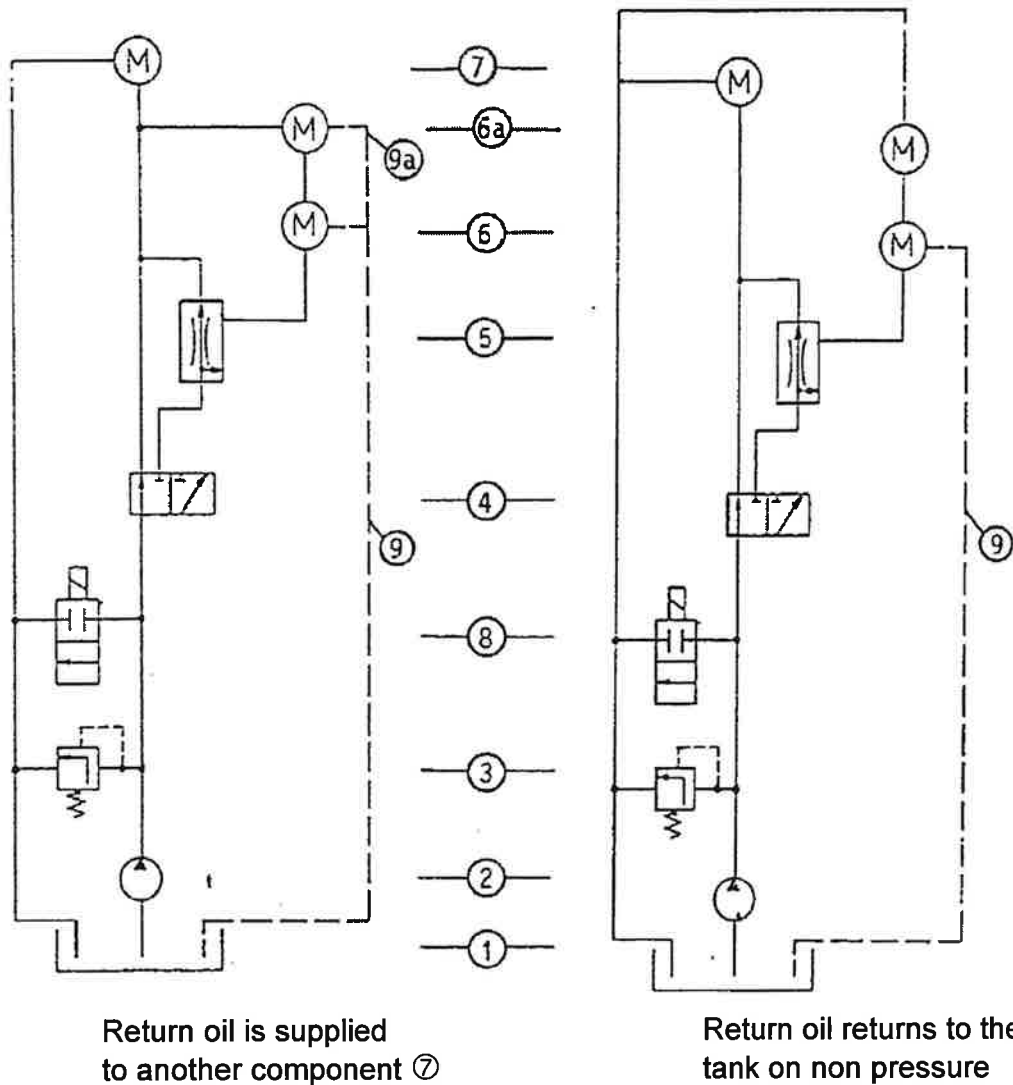 M
M
7
M
6a
M
9a
M
M
6
M
5
4
9
9
8
3
2
t
1
Return oil is supplied
to another component ⑦
Return oil returns to the
tank on non pressure